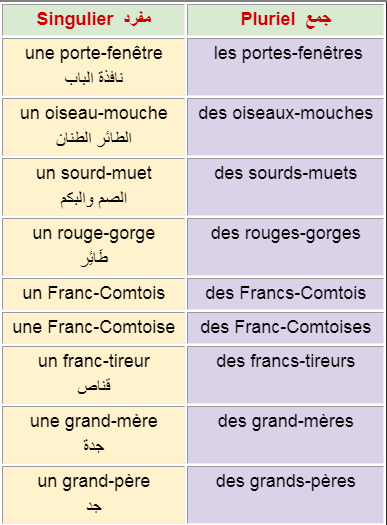 Singulier مفرد
Pluriel جمع
une porte-fenêtre
نافذة الباب
les portes-fenêtres
un oiseau-mouche
الطائر الطنان
des oiseaux-mouches
un sourd-muet
الصم والبكم
des sourds-muets
un rouge-gorge
طَائِر
des rouges-gorges
un Franc-Comtois
des Francs-Comtois
une Franc-Comtoise
des Franc-Comtoises
un franc-tireur
قناص
des francs-tireurs
une grand-mère
جدة
des grand-mères
un grand-père
جد
des grands-pères